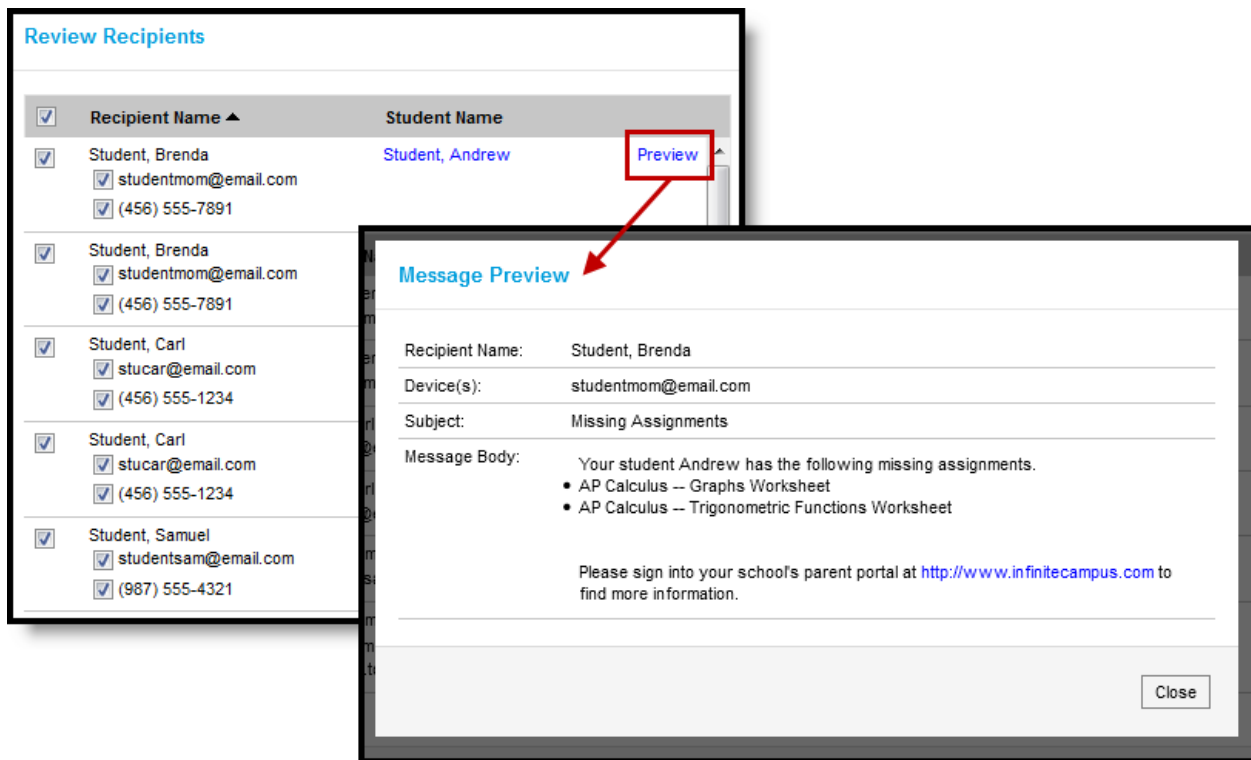 Review Recipients
Recipient Name ▲ Student Name
Student, Brenda Student, Andrew Preview
studentmom@email.com
(456) 555-7891
Student, Brenda
studentmom@email.com
(456) 555-7891
Student, Carl
stucar@email.com
(456) 555-1234
Student, Carl
stucar@email.com
(456) 555-1234
Student, Samuel
studentsam@email.com
(987) 555-4321
Message Preview
Recipient Name: Student, Brenda
Device(s): studentmom@email.com
Subject: Missing Assignments
Message Body: Your student Andrew has the following missing assignments.
• AP Calculus -- Graphs Worksheet
• AP Calculus -- Trigonometric Functions Worksheet
Please sign into your school's parent portal at http://www.infinitecampus.com to
find more information.
Close